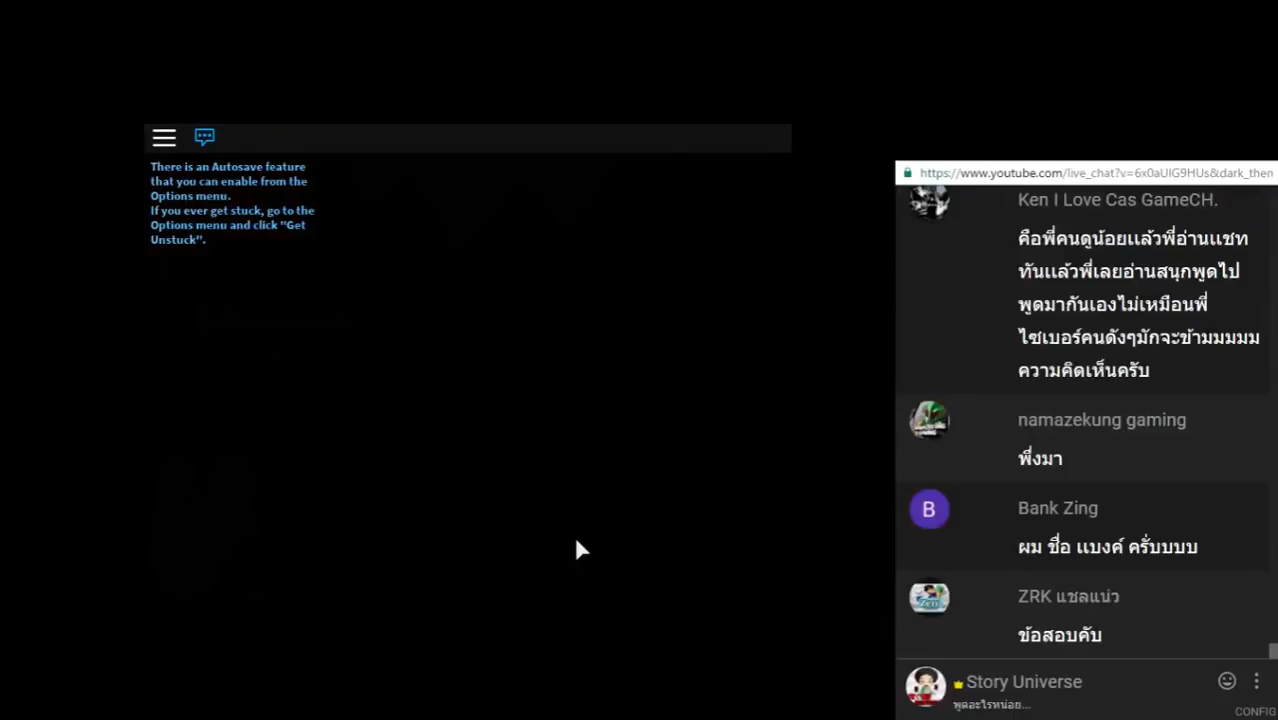 There is an Autosave feature
that you can enable from the
Options menu.
If you ever get stuck, go to the
Options menu and click "Get
Unstuck".
https://www.youtube.com/live_chat?v=6x0aUIG9HUs&dark_then
Ken I Love Cas GameCH.
คือพี่คนดูน้อยแล้วพี่อ่านแชท
ทันแล้วพี่เลยอ่านสนุกพูดไป
พูดมากันเองไม่เหมือนพี่
ไซเบอร์คนดังๆมักจะข้ามมมมม
ความคิดเห็นครับ
namazekung gaming
พึ่งมา
B
Bank Zing
ผม ชื่อ แบงค์ ครั่บบบบ
ZRK แชลแน่ว
ข้อสอบคับ
Story Universe
พูดอะไรหน่อย...
CONFIG